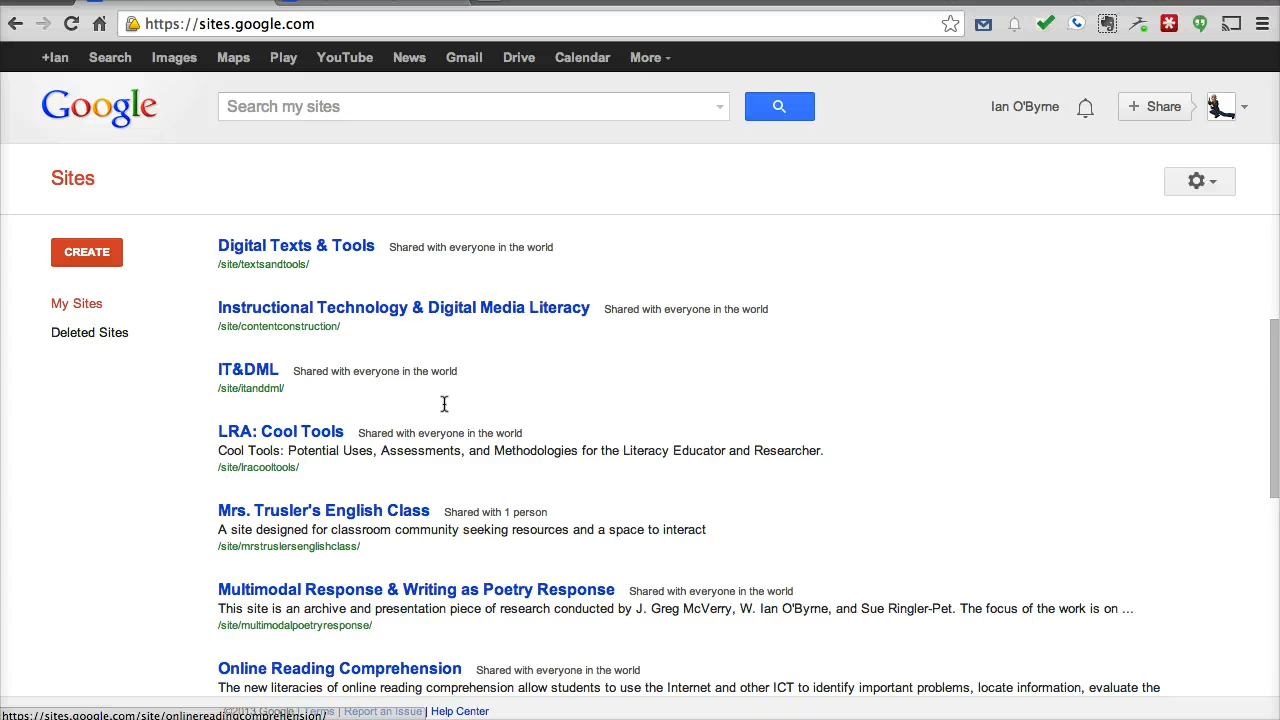 https://sites.google.com
+Ian Search Images Maps Play YouTube News Gmail Drive Calendar More
Google Search my sites Ian O'Byrne + Share
Sites
CREATE
My Sites
Deleted Sites
Digital Texts & Tools Shared with everyone in the world
/site/textsandtools/
Instructional Technology & Digital Media Literacy Shared with everyone in the world
/site/contentconstruction/
IT&DML Shared with everyone in the world
/site/itanddml/
LRA: Cool Tools Shared with everyone in the world
Cool Tools: Potential Uses, Assessments, and Methodologies for the Literacy Educator and Researcher.
/site/lracooltools/
Mrs. Trusler's English Class Shared with 1 person
A site designed for classroom community seeking resources and a space to interact
/site/mrstruslersenglishclass/
Multimodal Response & Writing as Poetry Response Shared with everyone in the world
This site is an archive and presentation piece of research conducted by J. Greg McVerry, W. Ian O'Byrne, and Sue Ringler-Pet. The focus of the work is on ...
/site/multimodalpoetryresponse/
Online Reading Comprehension Shared with everyone in the world
The new literacies of online reading comprehension allow students to use the Internet and other ICT to identify important problems, locate information, evaluate the
©2013 Google | Terms | Report an Issue | Help Center
https://sites.google.com/site/onlinereadingcomprehension/